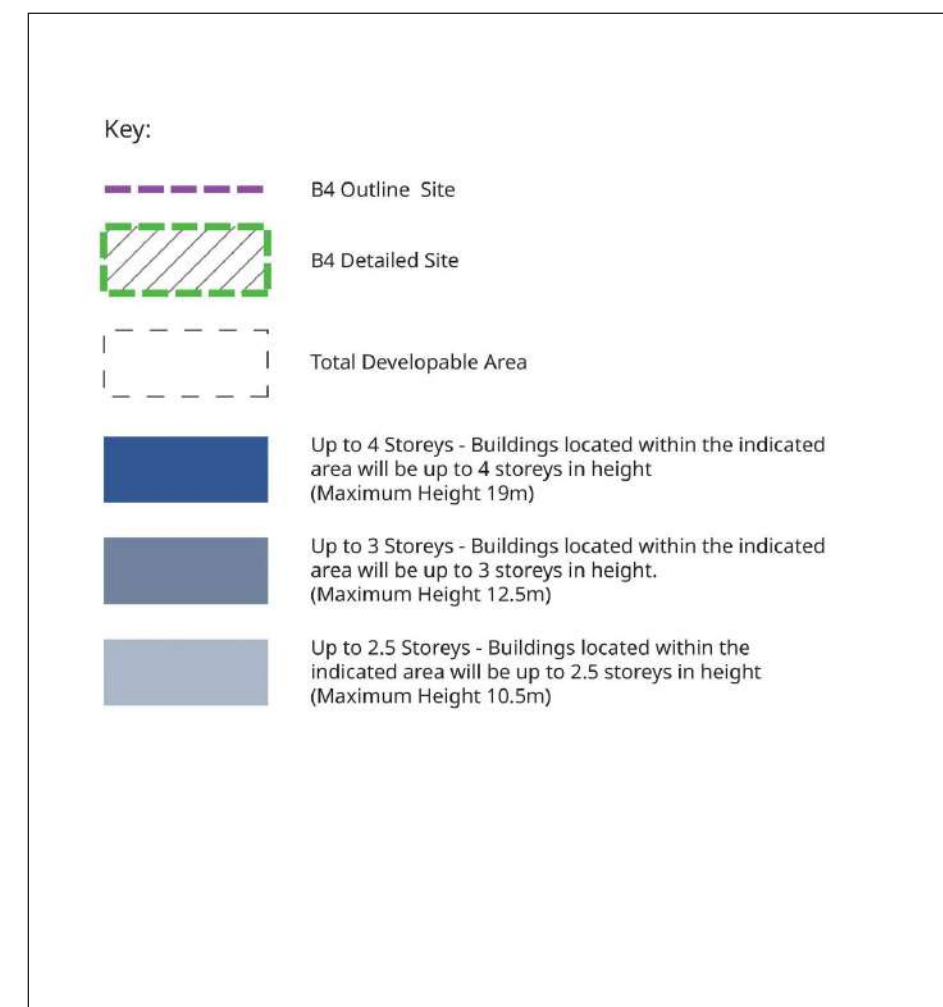 Key:
B4 Outline Site
B4 Detailed Site
Total Developable Area
Up to 4 Storeys - Buildings located within the indicated
area will be up to 4 storeys in height
(Maximum Height 19m)
Up to 3 Storeys - Buildings located within the indicated
area will be up to 3 storeys in height.
(Maximum Height 12.5m)
Up to 2.5 Storeys - Buildings located within the
indicated area will be up to 2.5 storeys in height
(Maximum Height 10.5m)